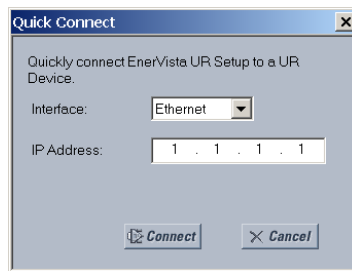 Quick Connect
Quickly connect EnerVista UR Setup to a UR
Device.
Interface: Ethernet
IP Address: 1 . 1 . 1 . 1
Connect Cancel